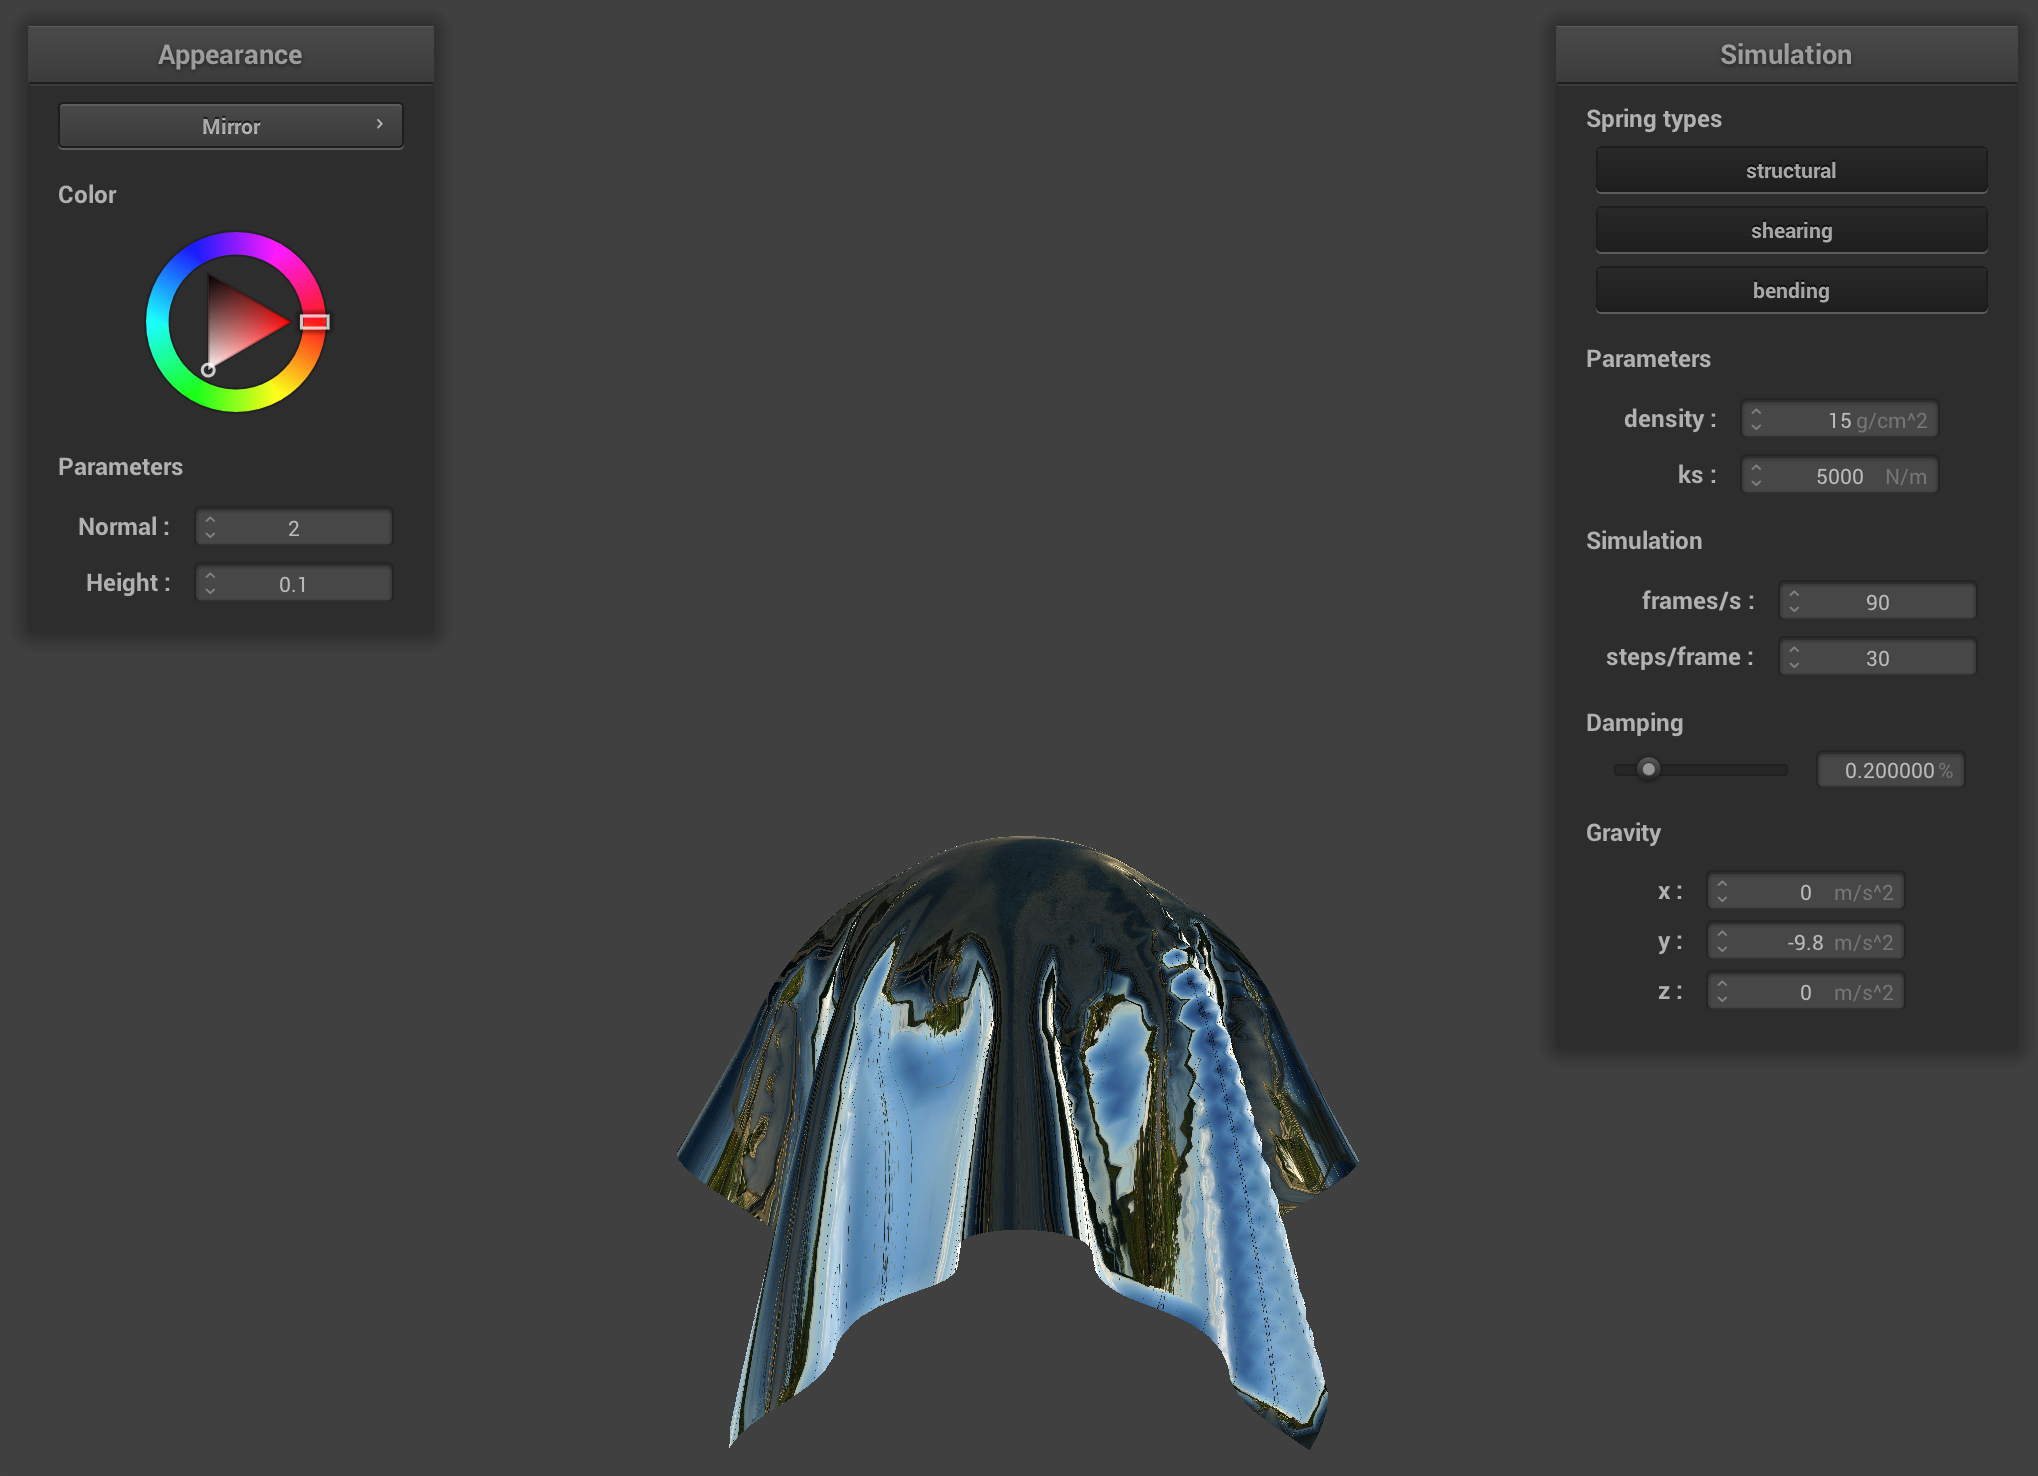 Appearance
Mirror
Color
Parameters
Normal : 2
Height : 0.1
Simulation
Spring types
structural
shearing
bending
Parameters
density : 15 g/cm^2
ks : 5000 N/m
Simulation
frames/s : 90
steps/frame : 30
Damping
0.200000 %
Gravity
x : 0 m/s^2
y : -9.8 m/s^2
z : 0 m/s^2